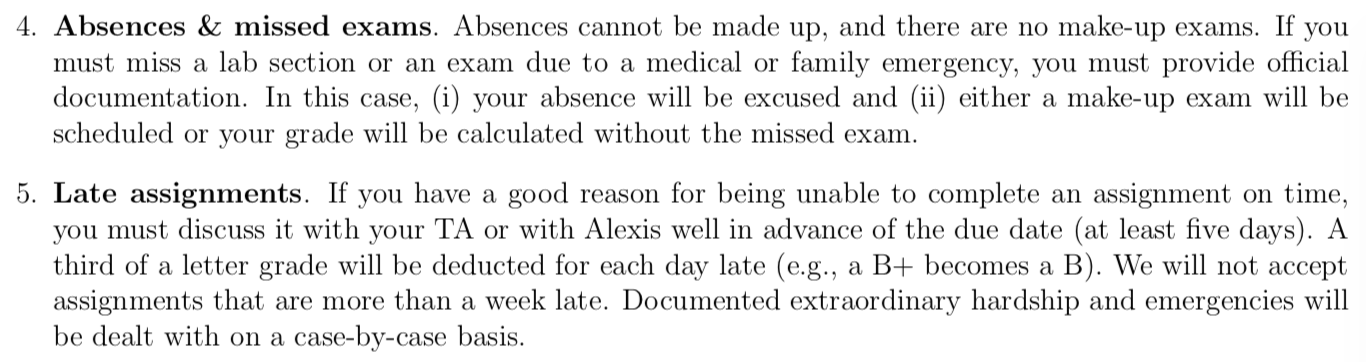 4. Absences & missed exams. Absences cannot be made up, and there are no make-up exams. If you
must miss a lab section or an exam due to a medical or family emergency, you must provide official
documentation. In this case, (i) your absence will be excused and (ii) either a make-up exam will be
scheduled or your grade will be calculated without the missed exam.
5. Late assignments. If you have a good reason for being unable to complete an assignment on time,
you must discuss it with your TA or with Alexis well in advance of the due date (at least five days). A
third of a letter grade will be deducted for each day late (e.g., a B+ becomes a B). We will not accept
assignments that are more than a week late. Documented extraordinary hardship and emergencies will
be dealt with on a case-by-case basis.